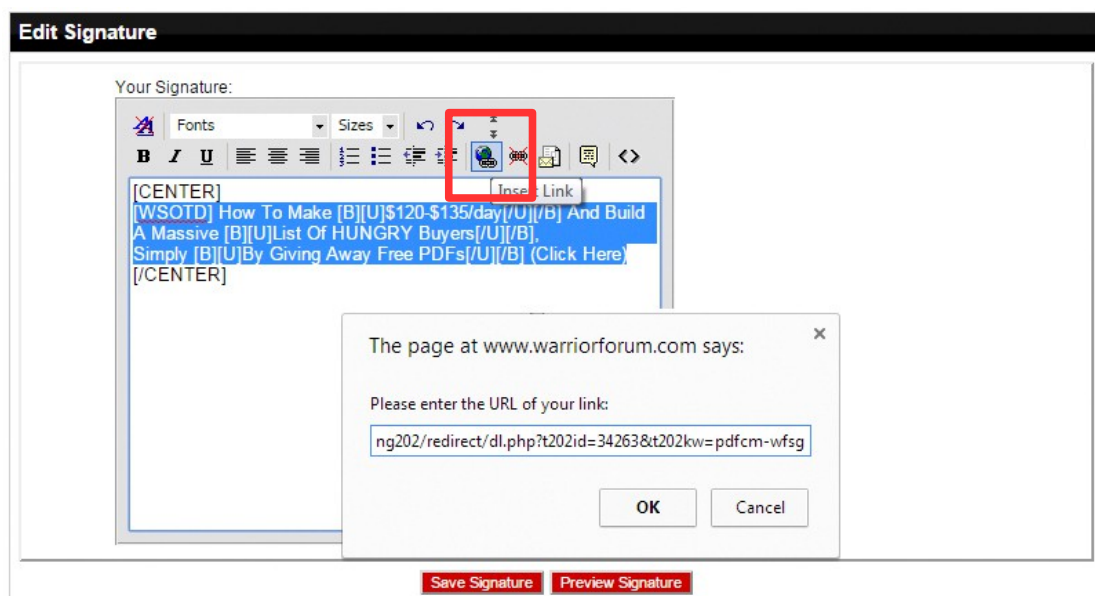 Edit Signature
Your Signature:
Fonts Sizes
B I U
Insert Link
[CENTER]
[WSOTD] How To Make [B][U]$120-$135/day[/U][/B] And Build
A Massive [B][U]List Of HUNGRY Buyers[/U][/B],
Simply [B][U]By Giving Away Free PDFs[/U][/B] (Click Here)
[/CENTER]
The page at www.warriorforum.com says:
Please enter the URL of your link:
ng202/redirect/dl.php?t202id=34263&t202kw=pdfcm-wfsg
OK Cancel
Save Signature Preview Signature